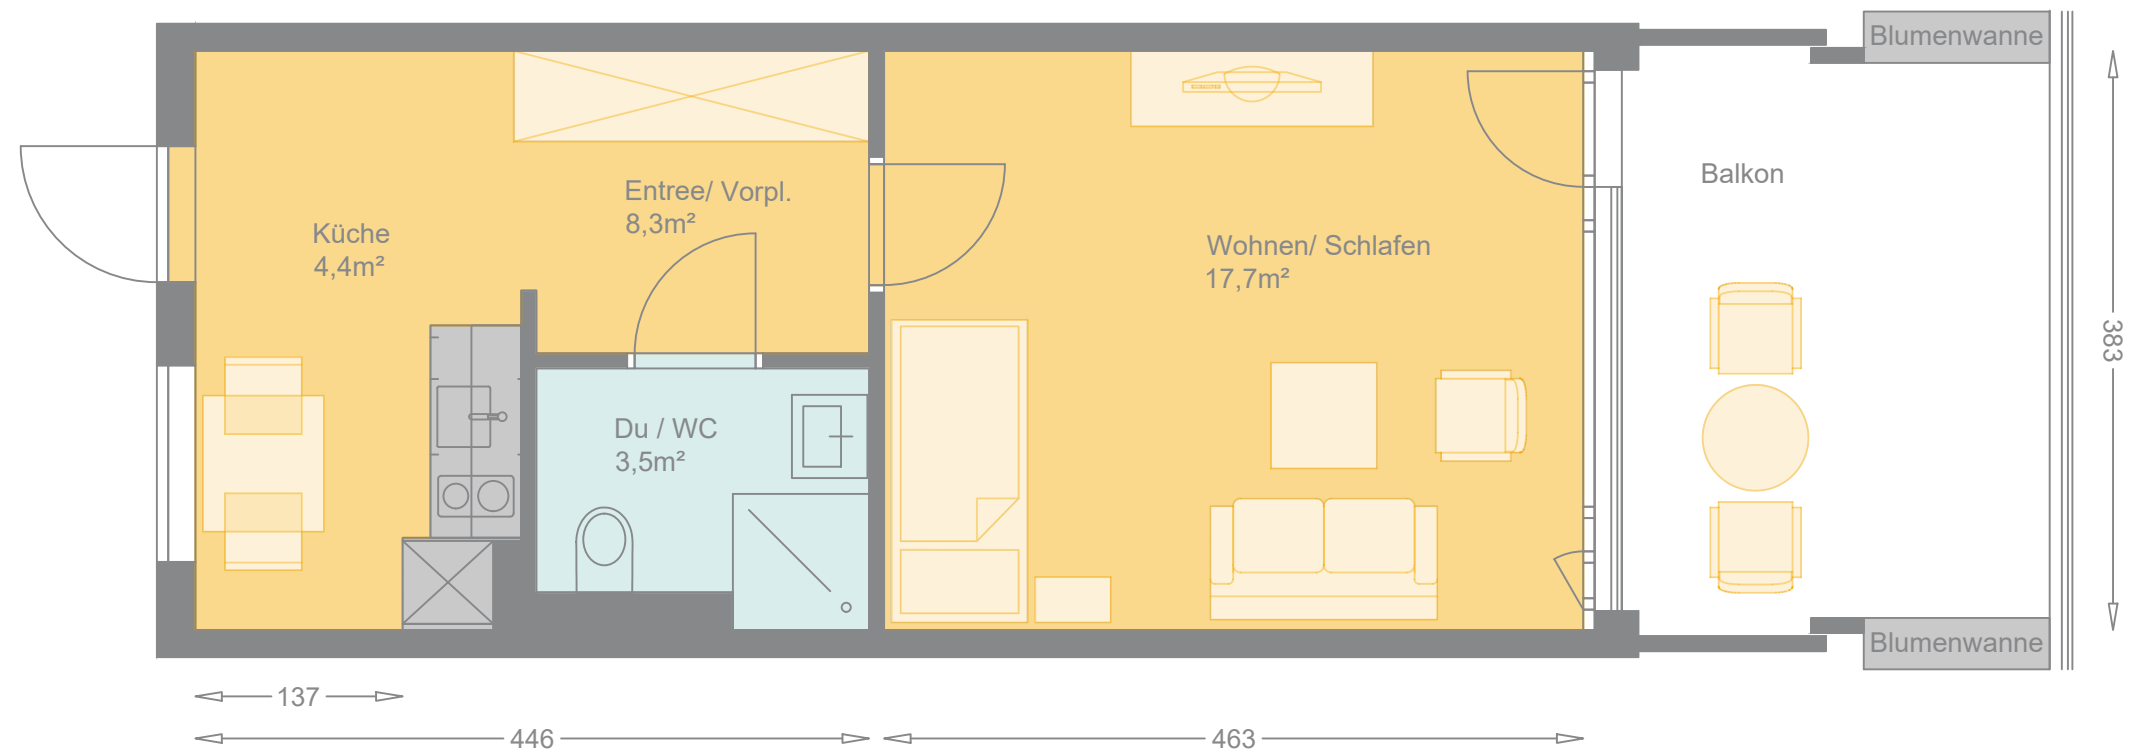 Blumenwanne
Balkon
Entree/ Vorpl.
8,3m²
Küche
4,4m²
Wohnen/ Schlafen
17,7m²
383
Du / WC
3,5m²
Blumenwanne
137
446
463